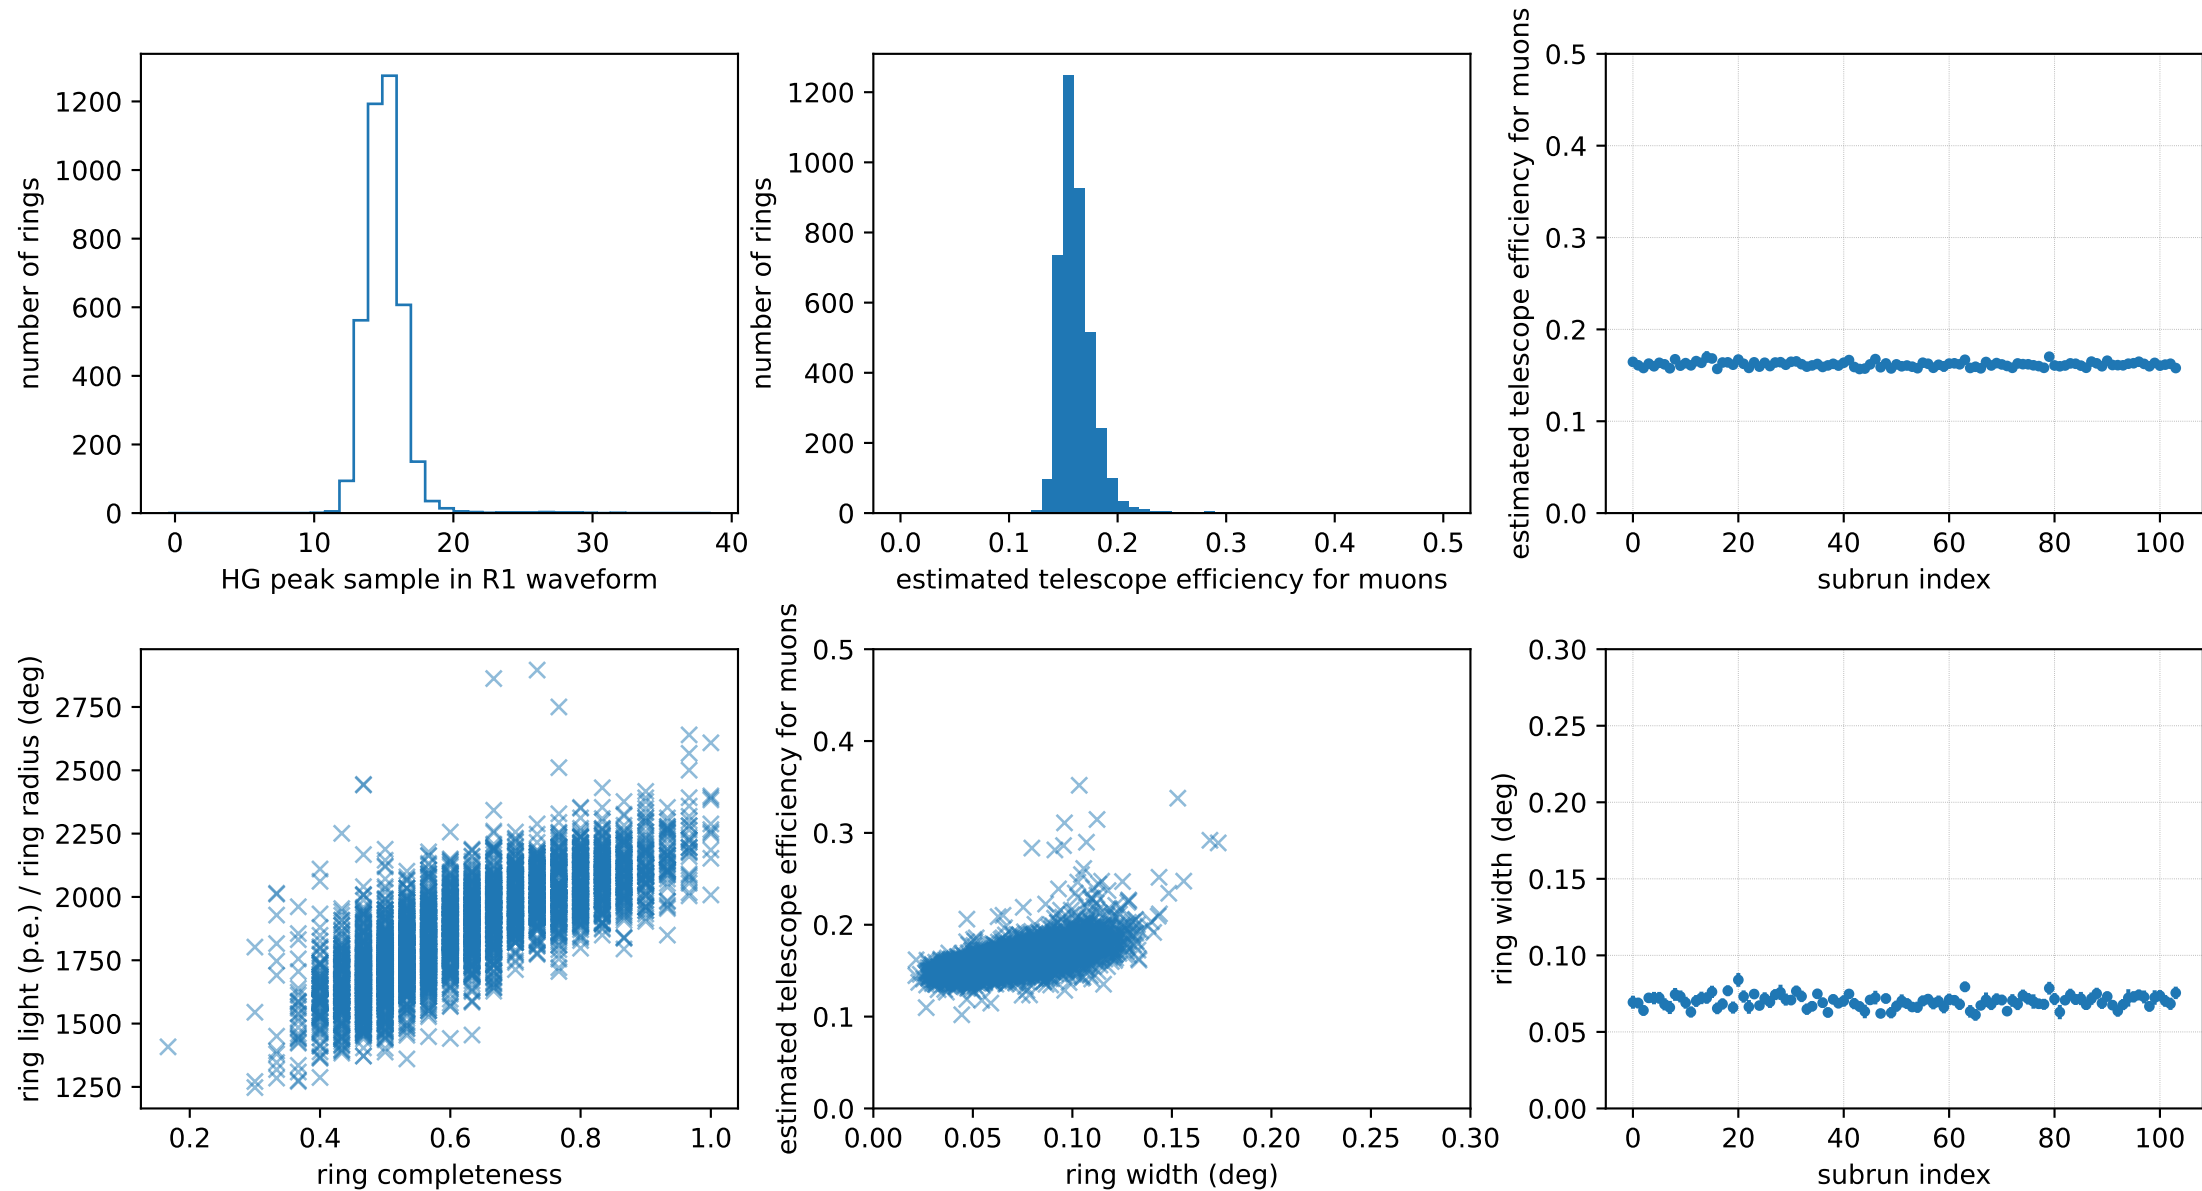 number of rings
1200
1000
800
600
400
200
0
0 10 20 30 40
HG peak sample in R1 waveform
number of rings
1200
1000
800
600
400
200
0
0.0 0.1 0.2 0.3 0.4 0.5
estimated telescope efficiency for muons
estimated telescope efficiency for muons
0.5
0.4
0.3
0.2
0.1
0.0
0 20 40 60 80 100
subrun index
ring light (p.e.) / ring radius (deg)
2750
2500
2250
2000
1750
1500
1250
0.2 0.4 0.6 0.8 1.0
ring completeness
estimated telescope efficiency for muons
0.5
0.4
0.3
0.2
0.1
0.0
0.00 0.05 0.10 0.15 0.20 0.25 0.30
ring width (deg)
ring width (deg)
0.30
0.25
0.20
0.15
0.10
0.05
0.00
0 20 40 60 80 100
subrun index